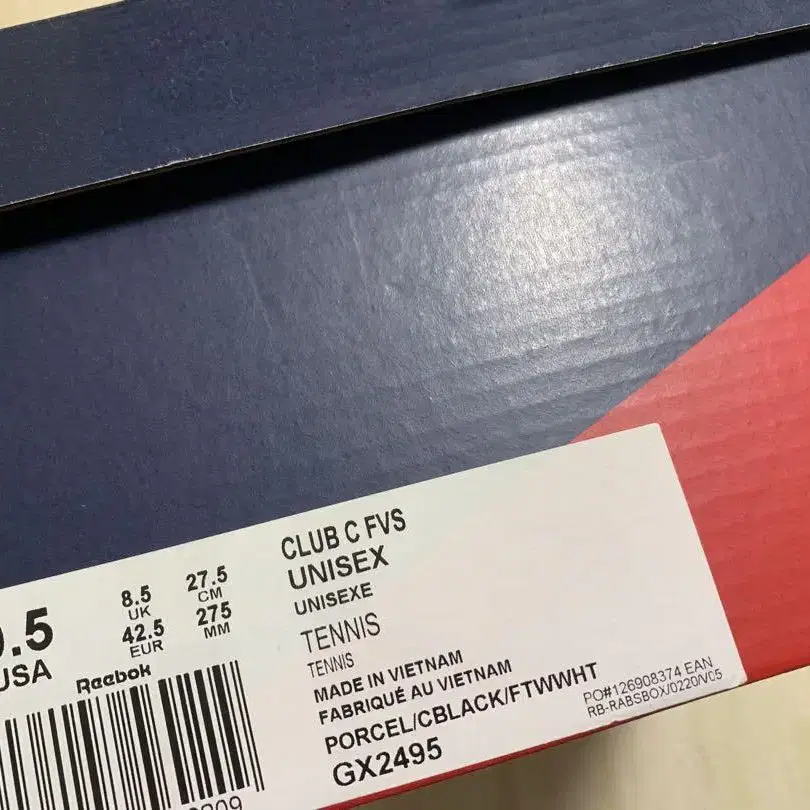 .5
USA
8.5
UK
42.5
EUR
27.5
CM
275
MM
Reebok
CLUB C FVS
UNISEX
UNISEXE
TENNIS
TENNIS
MADE IN VIETNAM
FABRIQUÉ AU VIETNAM
PORCEL/CBLACK/FTWWHT
GX2495
PO#126908374 EAN
RB-RABSBOX/0220/V05